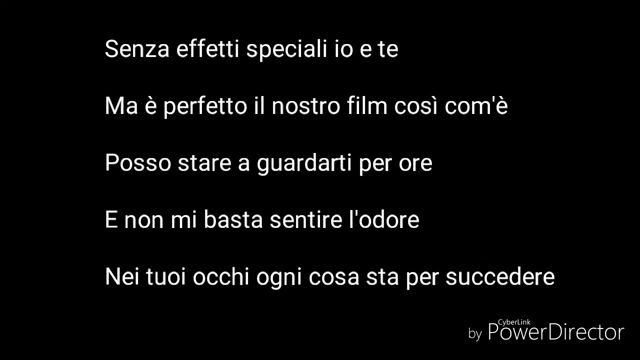 Senza effetti speciali io e te
Ma è perfetto il nostro film così com'è
Posso stare a guardarti per ore
E non mi basta sentire l'odore
Nei tuoi occhi ogni cosa sta per succedere
CyberLink
by PowerDirector